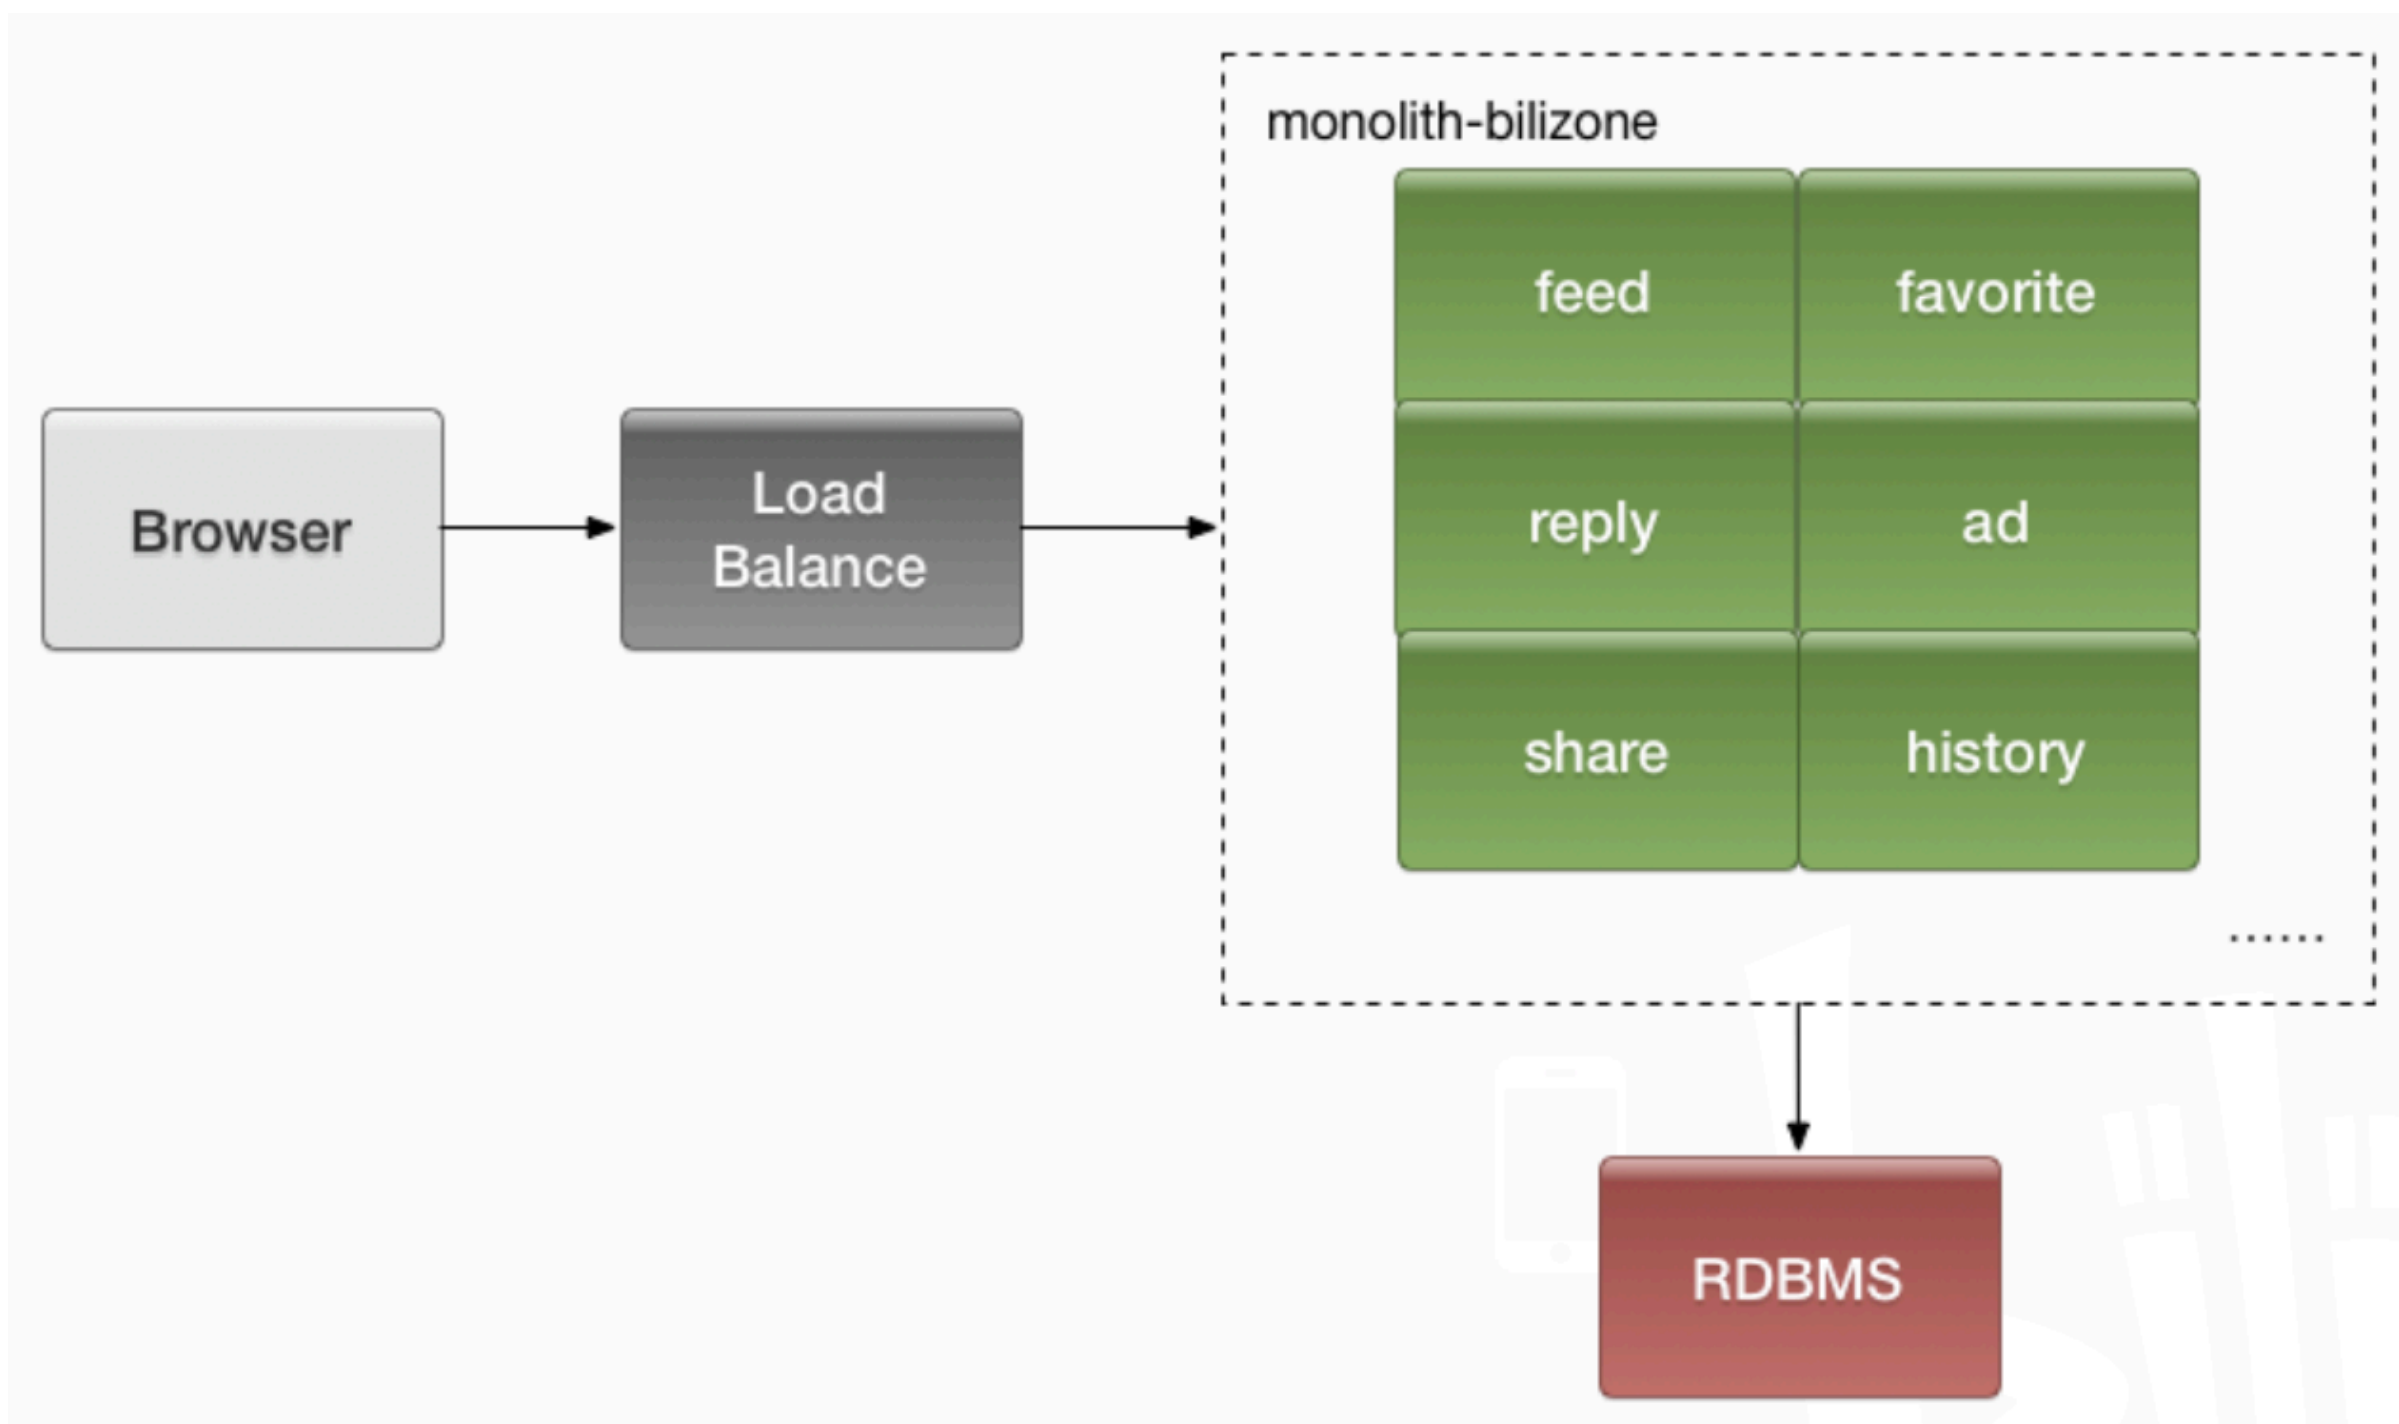 monolith-bilizone
feed
favorite
Browser
Load
Balance
reply
ad
share
history
......
RDBMS